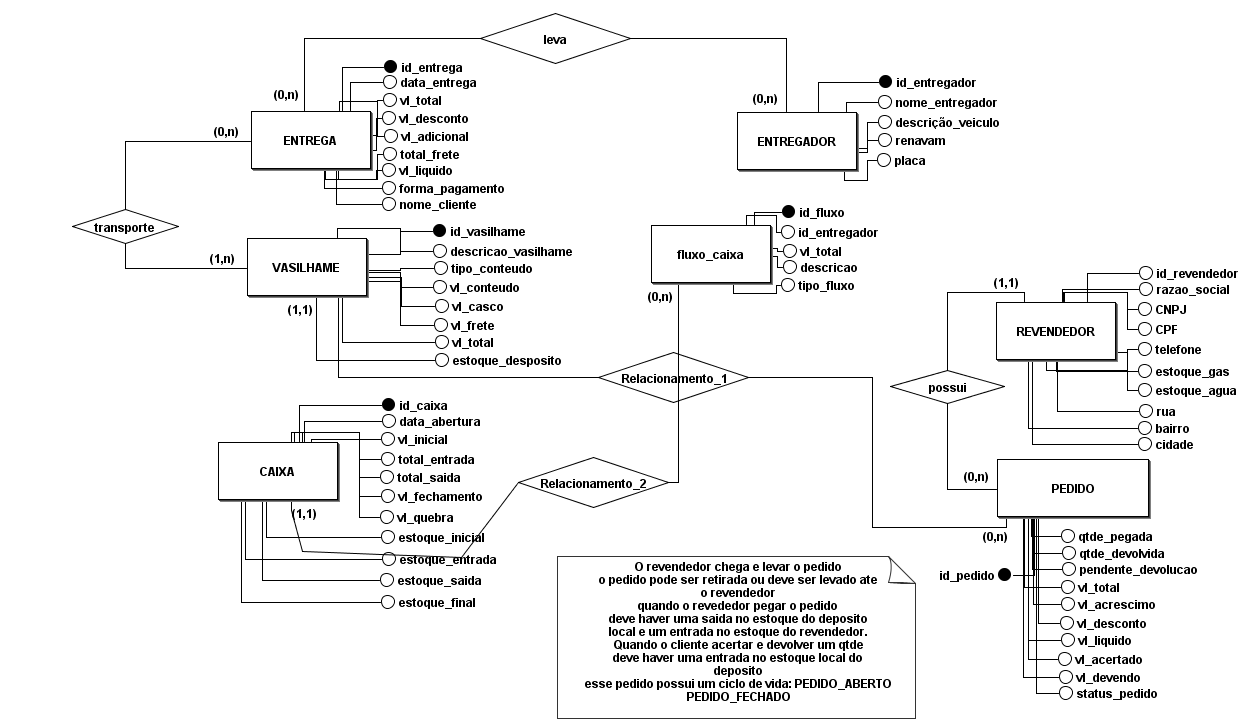 leva
(0,n)
(0,n)
ENTREGA
id_entrega
data_entrega
vl_total
vl_desconto
vl_adicional
total_frete
vl_liquido
forma_pagamento
nome_cliente
(0,n)
ENTREGADOR
id_entregador
nome_entregador
descrição_veiculo
renavam
placa
transporte
(1,n)
VASILHAME
(1,1)
id_vasilhame
descricao_vasilhame
tipo_conteudo
vl_conteudo
vl_casco
vl_frete
vl_total
estoque_desposito
fluxo_caixa
(0,n)
id_fluxo
id_entregador
vl_total
descricao
tipo_fluxo
(1,1)
REVENDEDOR
id_revendedor
razao_social
CNPJ
CPF
telefone
estoque_gas
estoque_agua
rua
bairro
cidade
Relacionamento_1
possui
CAIXA
(1,1)
id_caixa
data_abertura
vl_inicial
total_entrada
total_saida
vl_fechamento
vl_quebra
estoque_inicial
estoque_entrada
estoque_saida
estoque_final
Relacionamento_2
(0,n)
PEDIDO
(0,n)
id_pedido
qtde_pegada
qtde_devolvida
pendente_devolucao
vl_total
vl_acrescimo
vl_desconto
vl_liquido
vl_acertado
vl_devendo
status_pedido
O revendedor chega e levar o pedido
o pedido pode ser retirada ou deve ser levado ate
o revendedor
quando o revededor pegar o pedido
deve haver uma saida no estoque do deposito
local e um entrada no estoque do revendedor.
Quando o cliente acertar e devolver um qtde
deve haver uma entrada no estoque local do
deposito
esse pedido possui um ciclo de vida: PEDIDO_ABERTO
PEDIDO_FECHADO